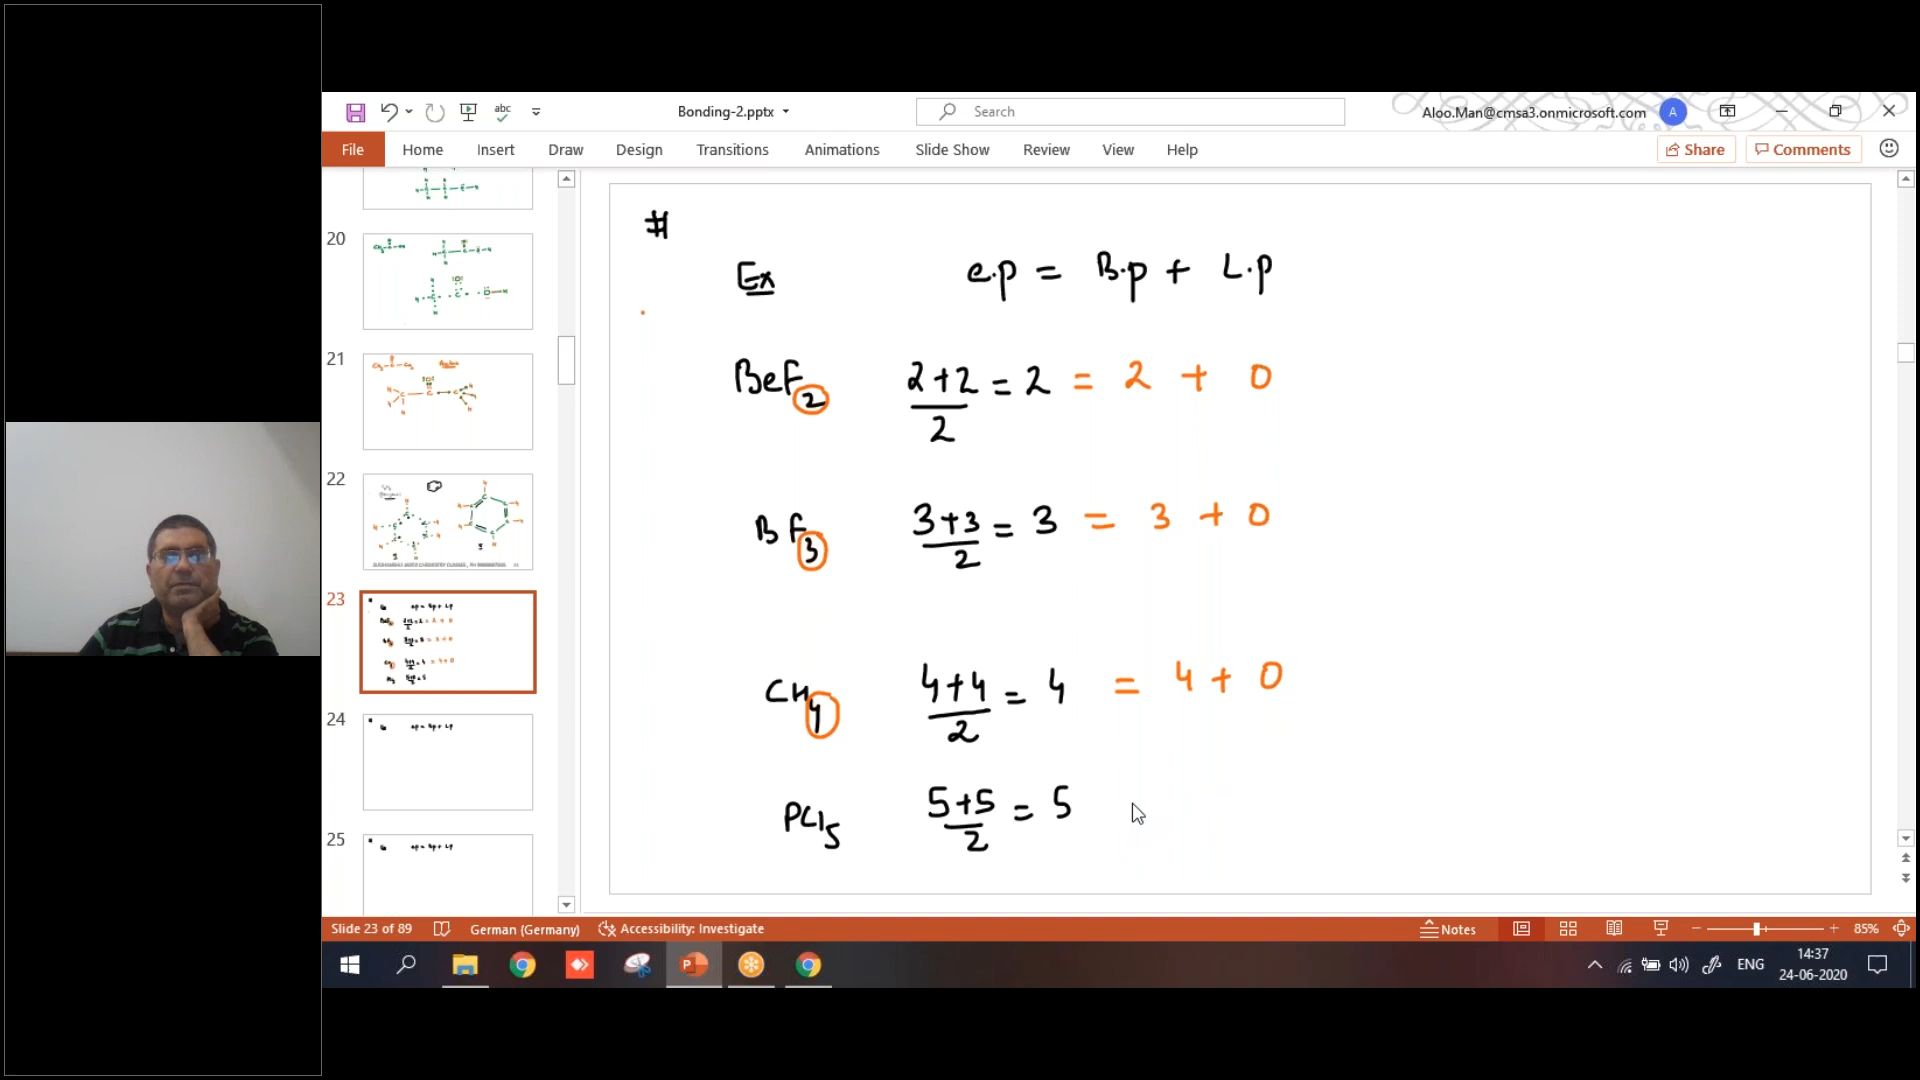 Bonding-2.pptx
Search
Aloo.Man@cmsa3.onmicrosoft.com
A
File Home Insert Draw Design Transitions Animations Slide Show Review View Help
Share
Comments
#
Ex e.p = B.p + L.p
BeF2 2+2/2 = 2 = 2 + 0
BF3 3+3/2 = 3 = 3 + 0
CH4 4+4/2 = 4 = 4 + 0
PCl5 5+5/2 = 5
20
21
22
23
24
25
Slide 23 of 89
German (Germany)
Accessibility: Investigate
Notes
85%
ENG
14:37
24-06-2020